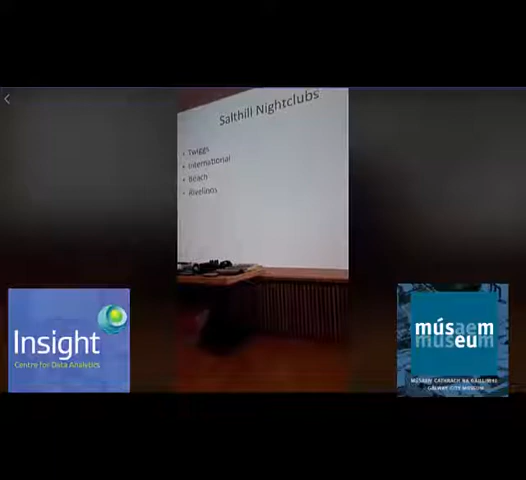 Salthill Nightclubs
• Twiggs
• International
• Beach
• Rivelinos
Insight
Centre for Data Analytics
músaem
museum
MÚSAEM CATHRACH NA GAILLIMHE
GALWAY CITY MUSEUM